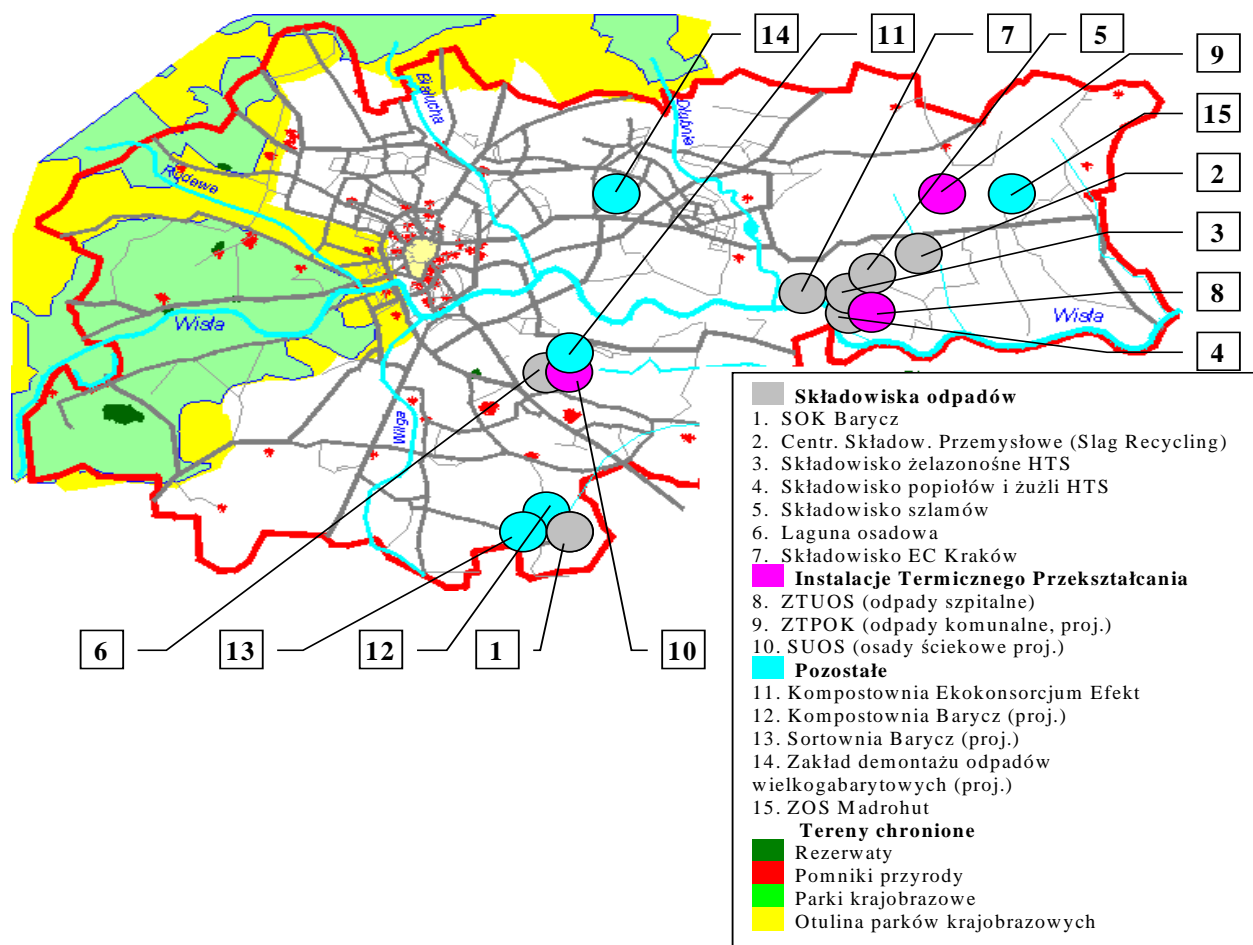 14
11
7
5
9
15
2
3
8
4
Białucha
Dłubnia
Rudawa
Wisła
Wisła
Wilga
6
13
12
1
10
Składowiska odpadów
1. SOK Barycz
2. Centr. Składow. Przemysłowe (Slag Recycling)
3. Składowisko żelazonośne HTS
4. Składowisko popiołów i żużli HTS
5. Składowisko szlamów
6. Laguna osadowa
7. Składowisko EC Kraków
Instalacje Termicznego Przekształcania
8. ZTUOS (odpady szpitalne)
9. ZTPOK (odpady komunalne, proj.)
10. SUOS (osady ściekowe proj.)
Pozostałe
11. Kompostownia Ekokonsorcjum Efekt
12. Kompostownia Barycz (proj.)
13. Sortownia Barycz (proj.)
14. Zakład demontażu odpadów
wielkogabarytowych (proj.)
15. ZOS Madrohut
Tereny chronione
Rezerwaty
Pomniki przyrody
Parki krajobrazowe
Otulina parków krajobrazowych